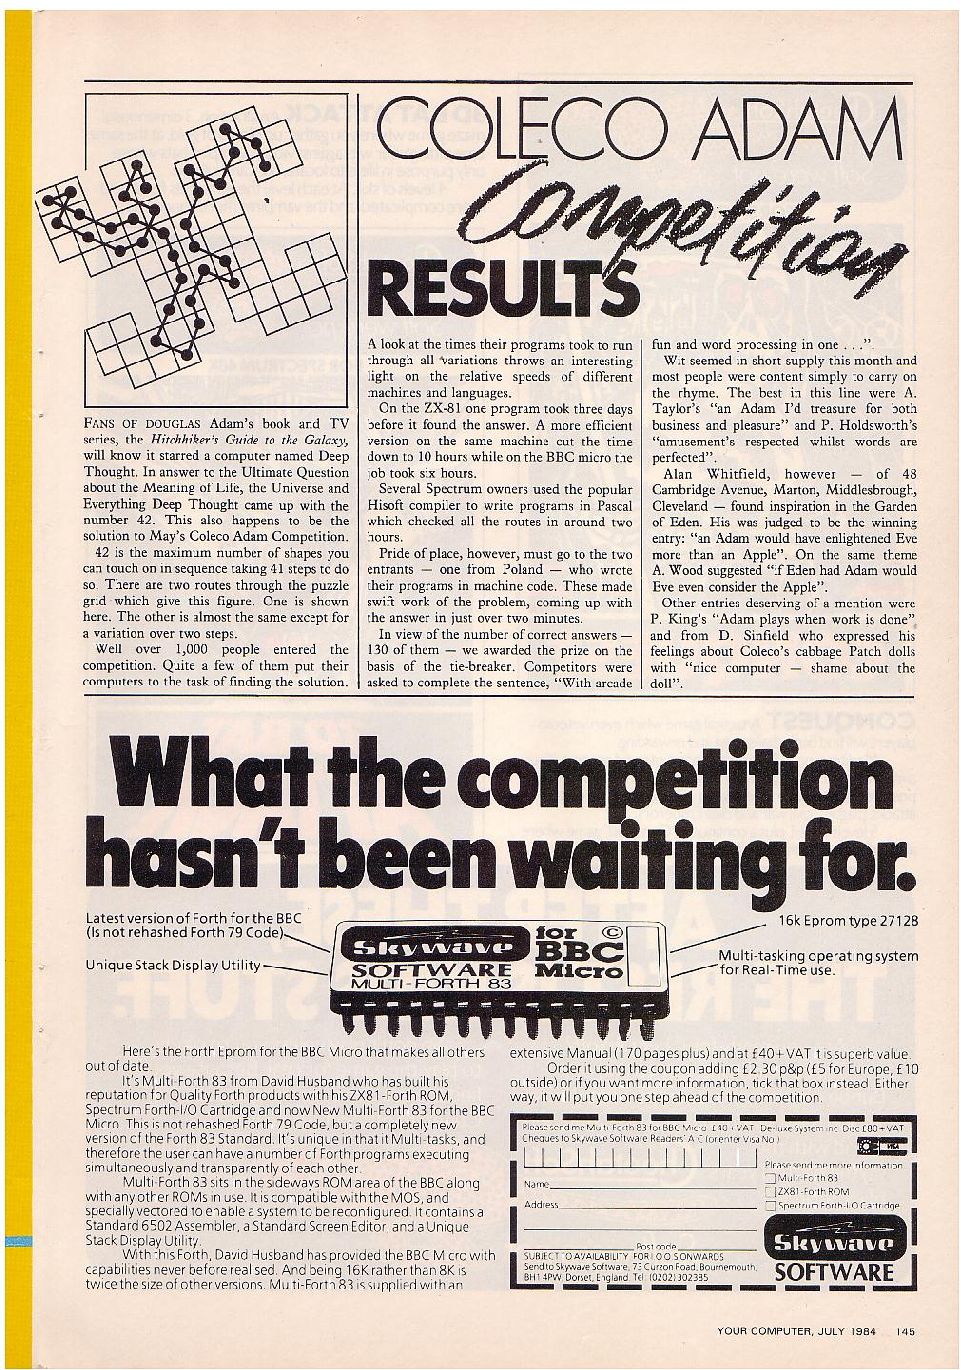 COLECO ADAM
Competition
RESULTS
FANS OF DOUGLAS Adam's book and TV
series, the Hitchhiker's Guide to the Galaxy,
will know it starred a computer named Deep
Thought. In answer to the Ultimate Question
about the Meaning of Life, the Universe and
Everything Deep Thought came up with the
number 42. This also happens to be the
solution to May's Coleco Adam Competition.
42 is the maximum number of shapes you
can touch on in sequence taking 41 steps to do
so. There are two routes through the puzzle
grid which give this figure. One is shown
here. The other is almost the same except for
a variation over two steps.
Well over 1,000 people entered the
competition. Quite a few of them put their
computers to the task of finding the solution.
A look at the times their programs took to run
through all variations throws an interesting
light on the relative speeds of different
machines and languages.
On the ZX-81 one program took three days
before it found the answer. A more efficient
version on the same machine cut the time
down to 10 hours while on the BBC micro the
job took six hours.
Several Spectrum owners used the popular
Hisoft compiler to write programs in Pascal
which checked all the routes in around two
hours.
Pride of place, however, must go to the two
entrants — one from Poland — who wrote
their programs in machine code. These made
swift work of the problem, coming up with
the answer in just over two minutes.
In view of the number of correct answers —
130 of them — we awarded the prize on the
basis of the tie-breaker. Competitors were
asked to complete the sentence, "With arcade
fun and word processing in one . . .".
Wit seemed in short supply this month and
most people were content simply to carry on
the rhyme. The best in this line were A.
Taylor's "an Adam I'd treasure for both
business and pleasure" and P. Holdsworth's
"amusement's respected whilst words are
perfected".
Alan Whitfield, however — of 48
Cambridge Avenue, Marton, Middlesbrough,
Cleveland — found inspiration in the Garden
of Eden. His was judged to be the winning
entry: "an Adam would have enlightened Eve
more than an Apple". On the same theme
A. Wood suggested "if Eden had Adam would
Eve even consider the Apple".
Other entries deserving of a mention were
P. King's "Adam plays when work is done"
and from D. Sinfield who expressed his
feelings about Coleco's cabbage Patch dolls
with "nice computer — shame about the
doll".
What the competition
hasn't been waiting for.
Latest version of Forth for the BBC
(Is not rehashed Forth 79 Code).
Unique Stack Display Utility
16k Eprom type 27128
Multi-tasking operating system
for Real-Time use.
Skywave
SOFTWARE
MULTI-FORTH 83
for ©
BBC
Micro
Here's the Forth Eprom for the BBC Micro that makes all others
out of date.
It's Multi-Forth 83 from David Husband who has built his
reputation for Quality Forth products with his ZX81-Forth ROM,
Spectrum Forth-I/O Cartridge and now New Multi-Forth 83 for the BBC
Micro. This is not rehashed Forth 79 Code, but a completely new
version of the Forth 83 Standard. It's unique in that it Multi-tasks, and
therefore the user can have a number of Forth programs executing
simultaneously and transparently of each other.
Multi-Forth 83 sits in the sideways ROM area of the BBC along
with any other ROMs in use. It is compatible with the MOS, and
specially vectored to enable a system to be reconfigured. It contains a
Standard 6502 Assembler, a Standard Screen Editor, and a Unique
Stack Display Utility.
With this Forth, David Husband has provided the BBC Micro with
capabilities never before realised. And being 16K rather than 8K is
twice the size of other versions. Multi-Forth 83 is supplied with an
extensive Manual (170 pages plus) and at £40+VAT it is superb value.
Order it using the coupon adding £2.30 p&p (£5 for Europe, £10
outside) or if you want more information, tick that box instead. Either
way, it will put you one step ahead of the competition.
Please send me Multi-Forth 83 for BBC Micro £40 + VAT. De-luxe System inc. Disc £80 + VAT
Cheques to Skywave Software Readers' A/C (or enter Visa No.)
VISA
Please send me more information.
Multi-Forth 83
ZX81-Forth ROM
Spectrum Forth-I/O Cartridge
Name
Address
Post code
SUBJECT TO AVAILABILITY FOR I.O.O.S. ONWARDS
Send to Skywave Software, 73 Curzon Road, Bournemouth,
BH1 4PW, Dorset, England. Tel: (0202) 302385
Skywave
SOFTWARE
YOUR COMPUTER, JULY 1984 145